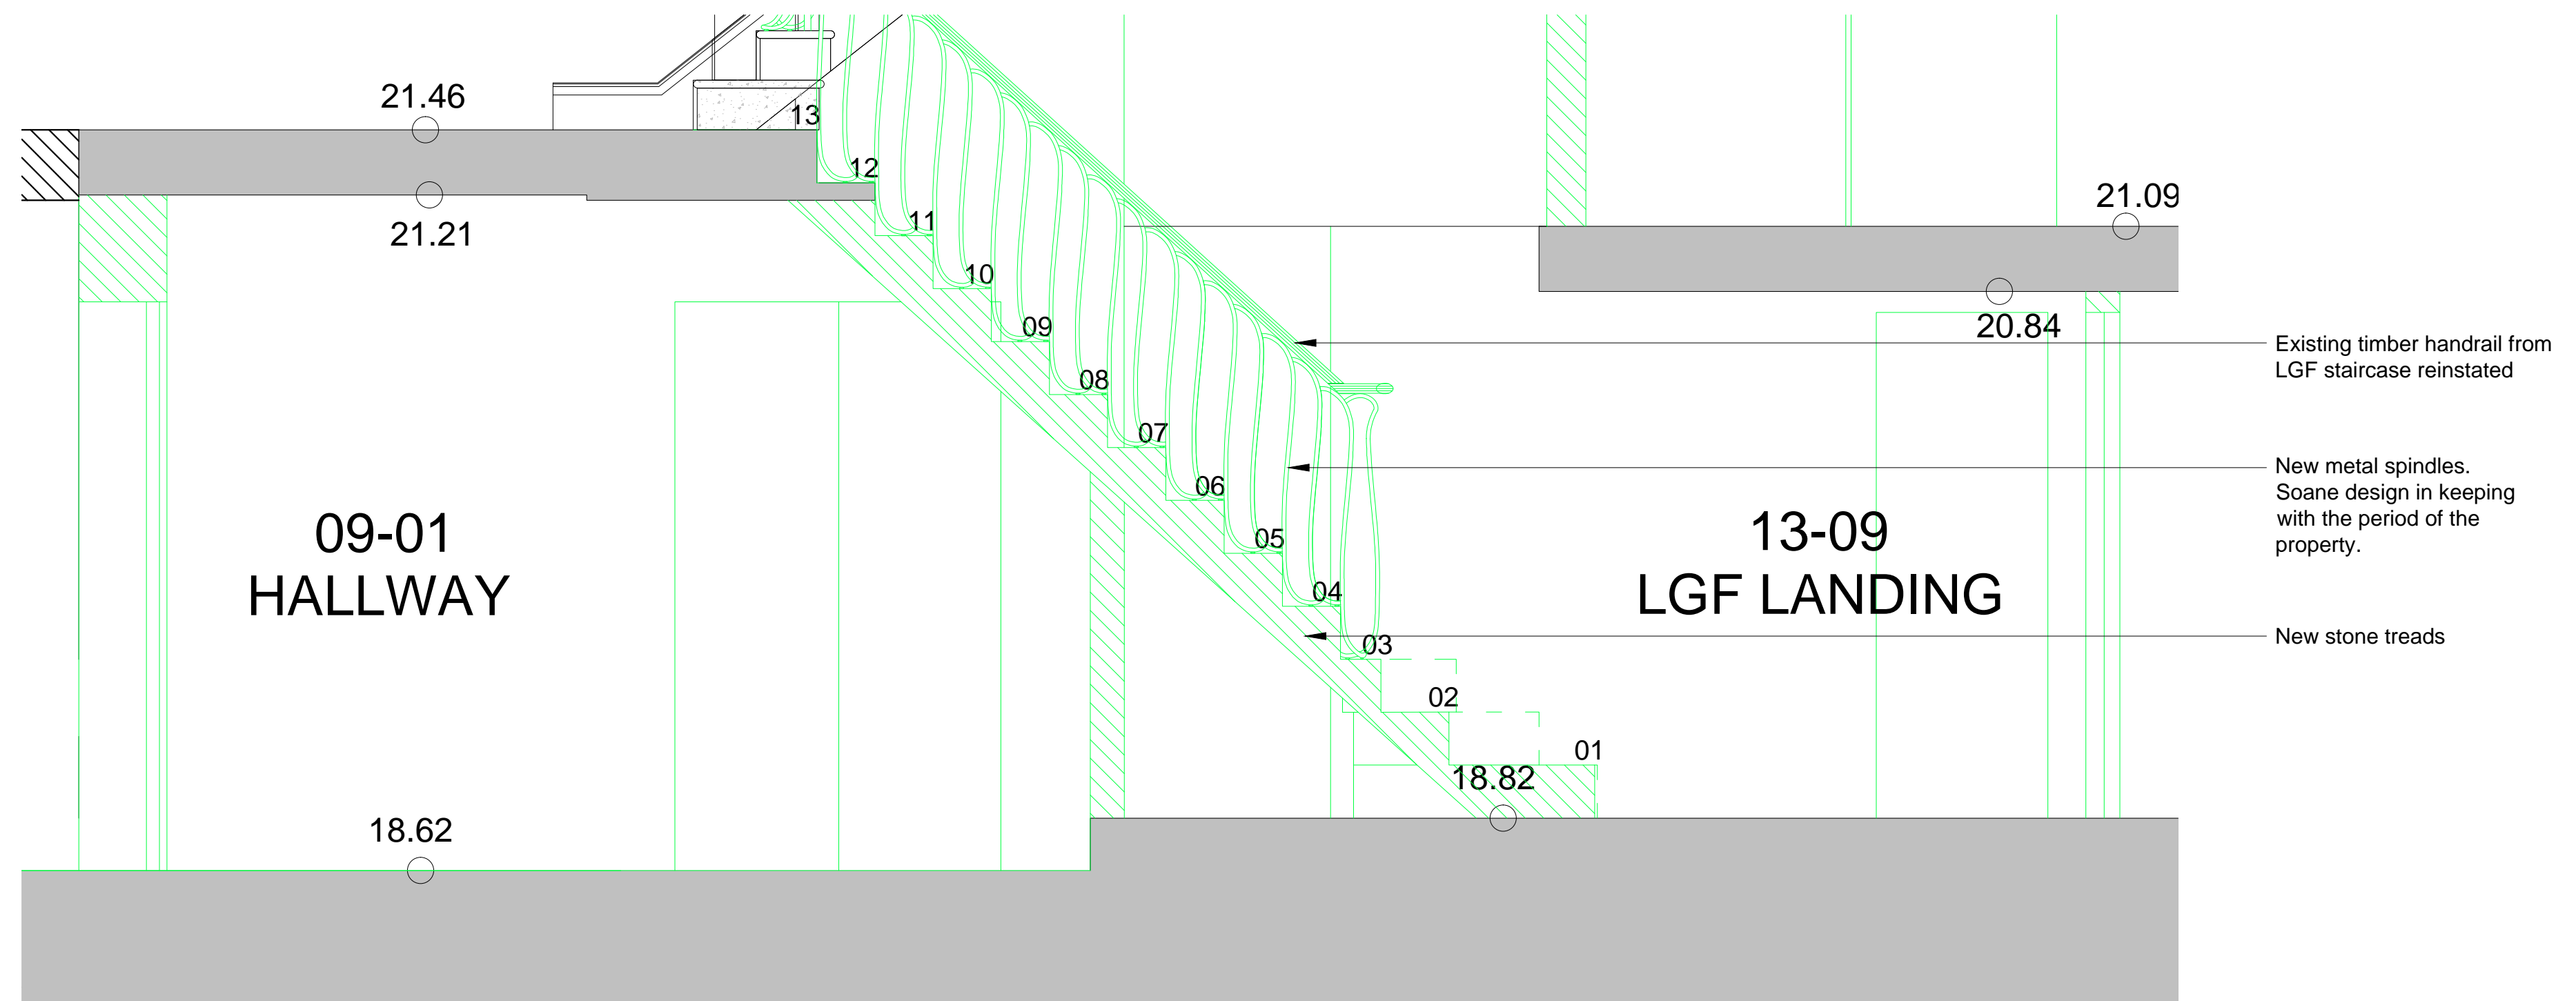 21.46
13
12
21.21
21.09
11
10
20.84
09
Existing timber handrail from
LGF staircase reinstated
08
07
New metal spindles.
Soane design in keeping
with the period of the
property.
06
09-01
HALLWAY
13-09
LGF LANDING
05
04
03
New stone treads
02
01
18.82
18.62